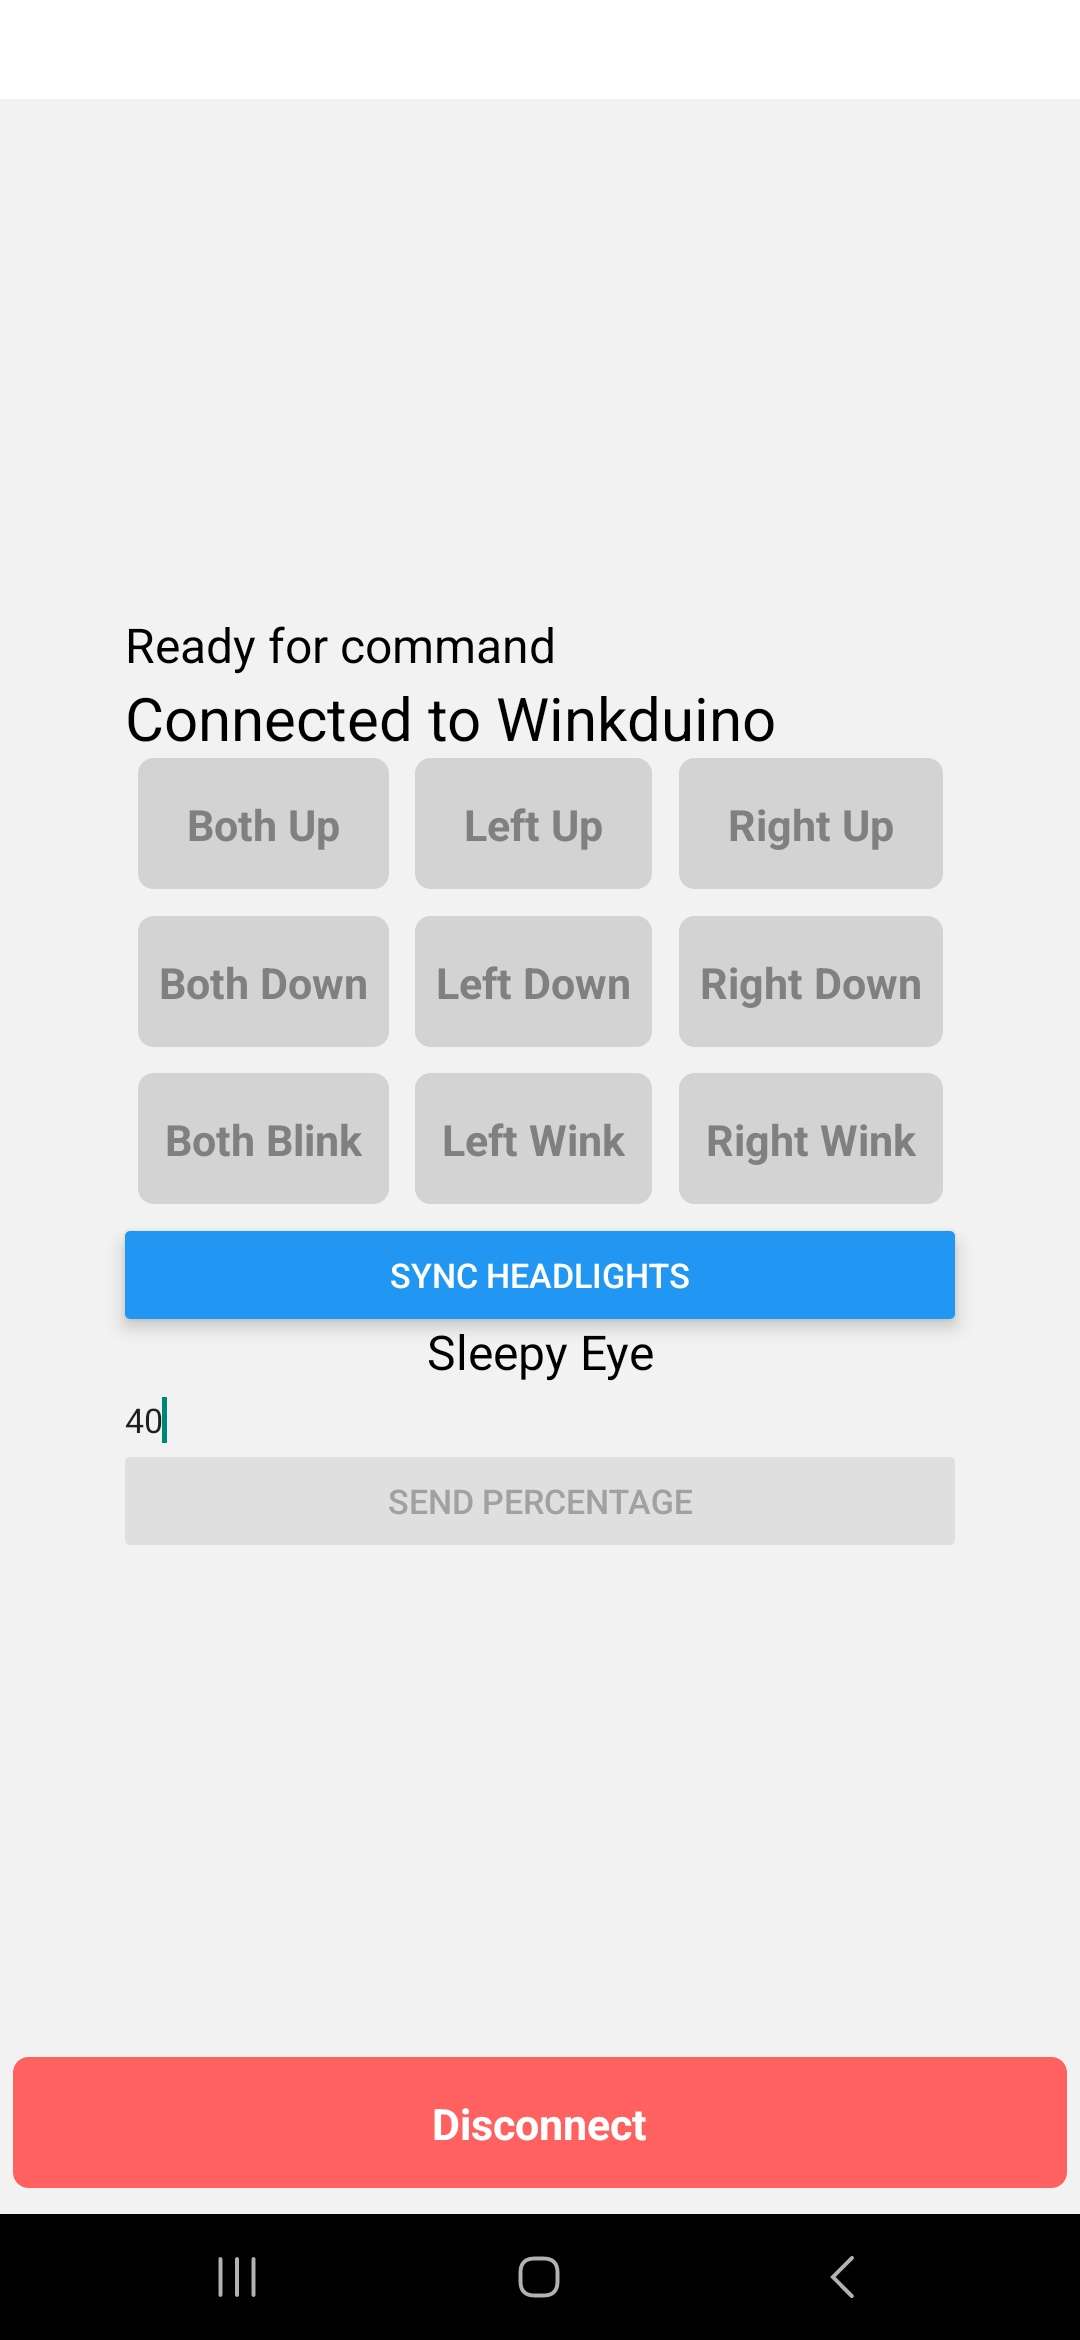 Ready for command
Connected to Winkduino
Both Up Left Up Right Up
Both Down Left Down Right Down
Both Blink Left Wink Right Wink
SYNC HEADLIGHTS
Sleepy Eye
40
SEND PERCENTAGE
Disconnect